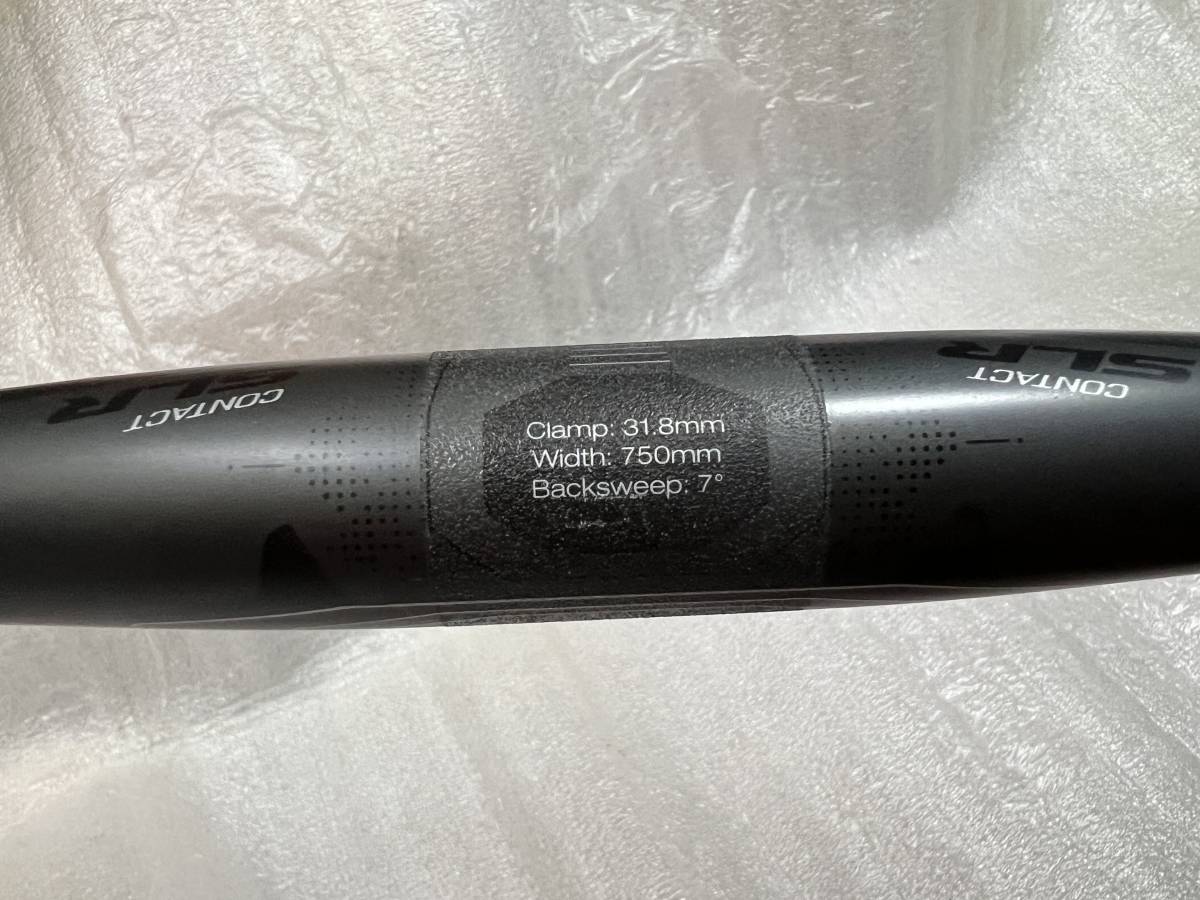 SLR
CONTACT
Clamp: 31.8mm
Width: 750mm
Backsweep: 7°
SLR
CONTACT